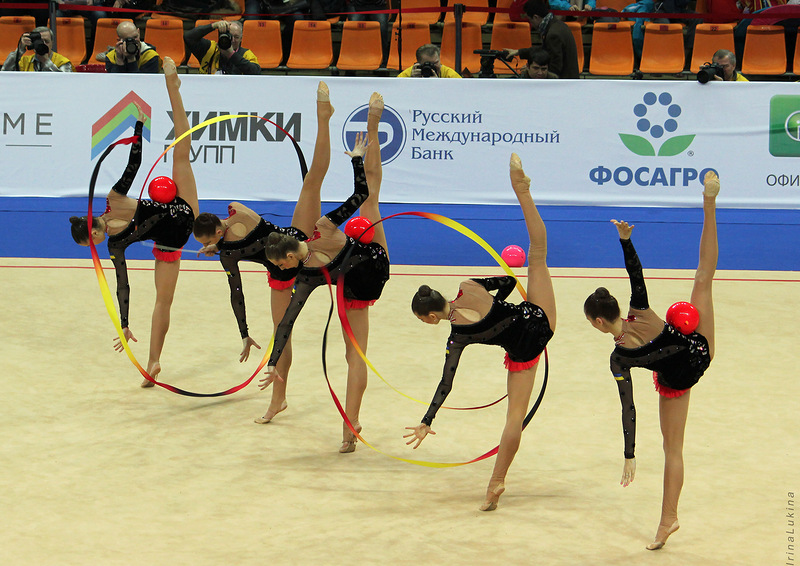 ME
ХИМКИ
ГРУПП
Русский
Международный
Банк
ФОСАГРО
®
ОФИ
IrinaLukina